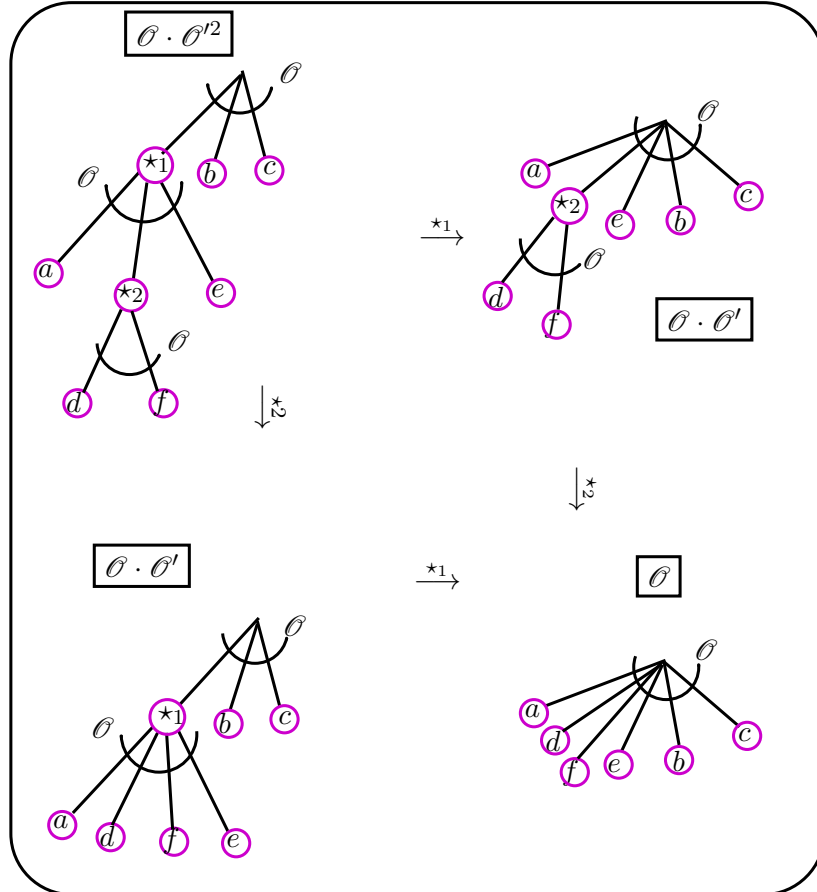 𝒪 · 𝒪′²
𝒪
⋆1
b
c
𝒪
a
⋆2
e
𝒪
d
f
⋆1
⟶
𝒪
a
⋆2
e
b
c
𝒪
d
f
𝒪 · 𝒪′
⟶ ⋆2
⟶ ⋆2
𝒪 · 𝒪′
𝒪
⋆1
b
c
𝒪
a
d
f
e
⋆1
⟶
𝒪
𝒪
a
d
f
e
b
c